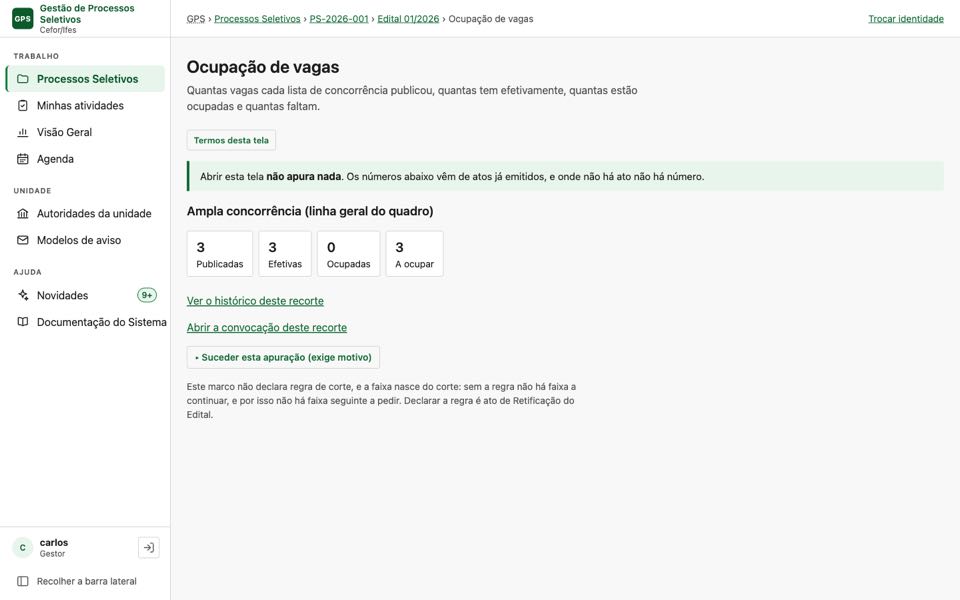 GPS
Gestão de Processos
Seletivos
Cefor/Ifes
GPS › Processos Seletivos › PS-2026-001 › Edital 01/2026 › Ocupação de vagas
Trocar identidade
TRABALHO
Processos Seletivos
Minhas atividades
Visão Geral
Agenda
UNIDADE
Autoridades da unidade
Modelos de aviso
AJUDA
Novidades 9+
Documentação do Sistema
Ocupação de vagas
Quantas vagas cada lista de concorrência publicou, quantas tem efetivamente, quantas estão
ocupadas e quantas faltam.
Termos desta tela
Abrir esta tela não apura nada. Os números abaixo vêm de atos já emitidos, e onde não há ato não há número.
Ampla concorrência (linha geral do quadro)
3 3 0 3
Publicadas Efetivas Ocupadas A ocupar
Ver o histórico deste recorte
Abrir a convocação deste recorte
Suceder esta apuração (exige motivo)
Este marco não declara regra de corte, e a faixa nasce do corte: sem a regra não há faixa a
continuar, e por isso não há faixa seguinte a pedir. Declarar a regra é ato de Retificação do
Edital.
C
carlos
Gestor
Recolher a barra lateral